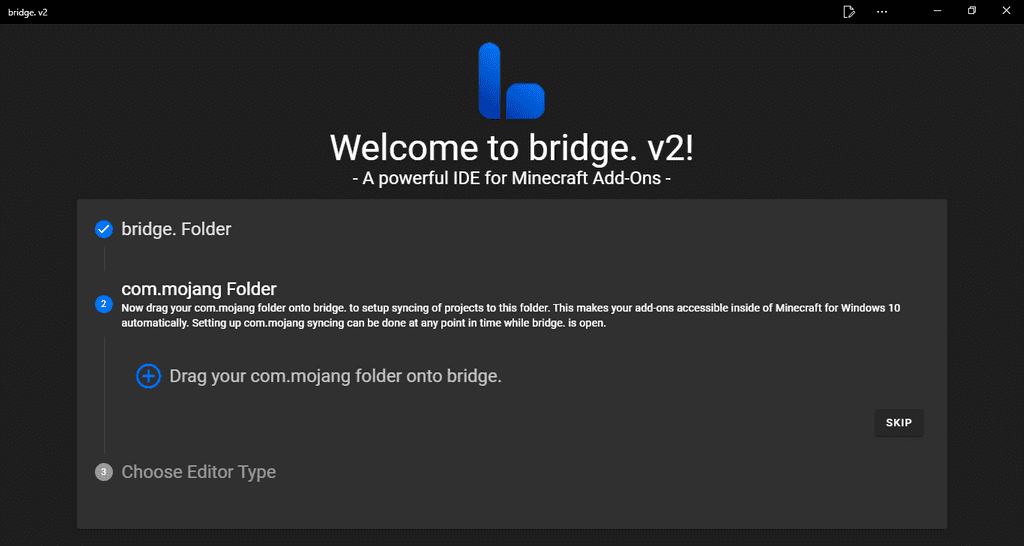 bridge. v2
Welcome to bridge. v2!
- A powerful IDE for Minecraft Add-Ons -
bridge. Folder
2
com.mojang Folder
Now drag your com.mojang folder onto bridge. to setup syncing of projects to this folder. This makes your add-ons accessible inside of Minecraft for Windows 10
automatically. Setting up com.mojang syncing can be done at any point in time while bridge. is open.
Drag your com.mojang folder onto bridge.
SKIP
3
Choose Editor Type